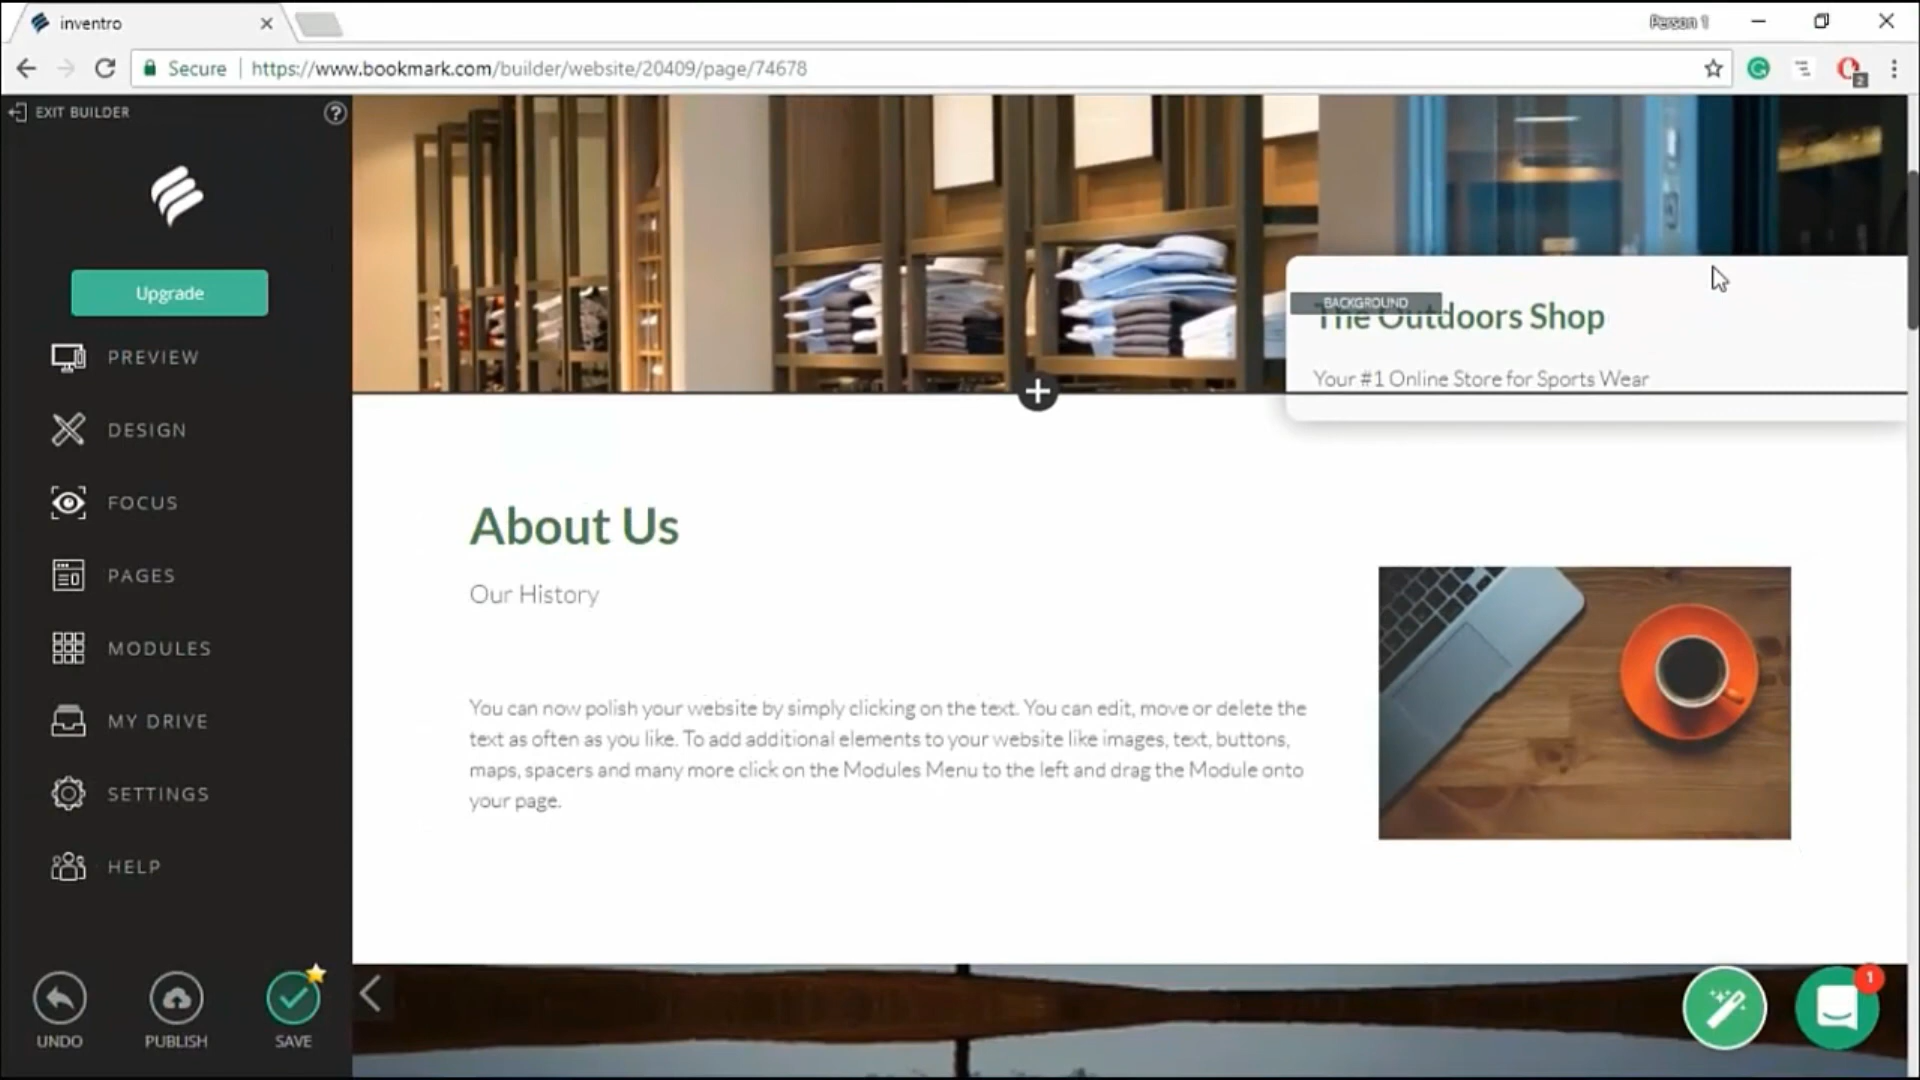 inventro
Person 1
Secure
https://www.bookmark.com/builder/website/20409/page/74678
2
EXIT BUILDER
?
Upgrade
PREVIEW
DESIGN
FOCUS
PAGES
MODULES
MY DRIVE
SETTINGS
HELP
UNDO
PUBLISH
SAVE
BACKGROUND
The Outdoors Shop
Your #1 Online Store for Sports Wear
About Us
Our History
You can now polish your website by simply clicking on the text. You can edit, move or delete the
text as often as you like. To add additional elements to your website like images, text, buttons,
maps, spacers and many more click on the Modules Menu to the left and drag the Module onto
your page.
1